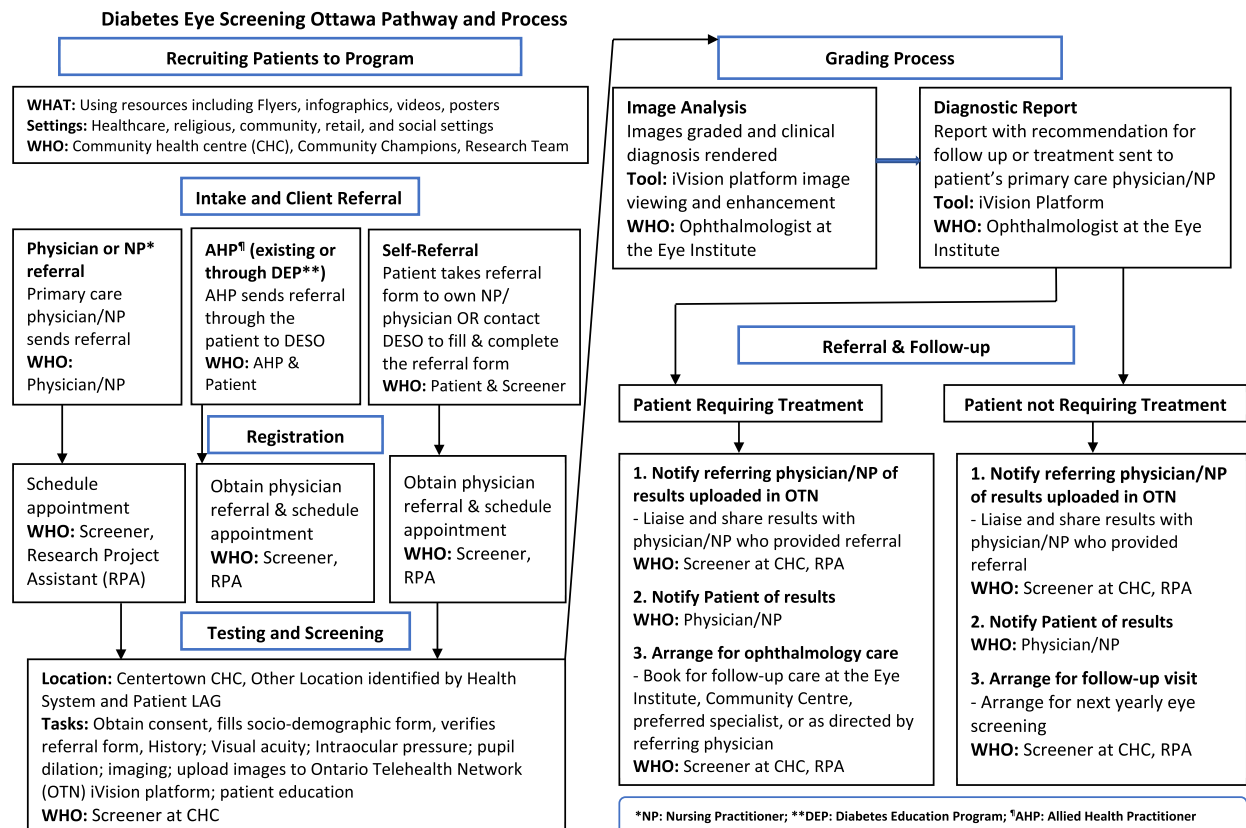 Diabetes Eye Screening Ottawa Pathway and Process
Recruiting Patients to Program
WHAT: Using resources including Flyers, infographics, videos, posters
Settings: Healthcare, religious, community, retail, and social settings
WHO: Community health centre (CHC), Community Champions, Research Team
Intake and Client Referral
Physician or NP*
referral
Primary care
physician/NP
sends referral
WHO:
Physician/NP
AHP¶ (existing or
through DEP**)
AHP sends referral
through the
patient to DESO
WHO: AHP &
Patient
Self-Referral
Patient takes referral
form to own NP/
physician OR contact
DESO to fill & complete
the referral form
WHO: Patient & Screener
Registration
Schedule
appointment
WHO: Screener,
Research Project
Assistant (RPA)
Obtain physician
referral & schedule
appointment
WHO: Screener,
RPA
Obtain physician
referral & schedule
appointment
WHO: Screener,
RPA
Testing and Screening
Location: Centertown CHC, Other Location identified by Health
System and Patient LAG
Tasks: Obtain consent, fills socio-demographic form, verifies
referral form, History; Visual acuity; Intraocular pressure; pupil
dilation; imaging; upload images to Ontario Telehealth Network
(OTN) iVision platform; patient education
WHO: Screener at CHC
Grading Process
Image Analysis
Images graded and clinical
diagnosis rendered
Tool: iVision platform image
viewing and enhancement
WHO: Ophthalmologist at
the Eye Institute
Diagnostic Report
Report with recommendation for
follow up or treatment sent to
patient’s primary care physician/NP
Tool: iVision Platform
WHO: Ophthalmologist at the Eye
Institute
Referral & Follow-up
Patient Requiring Treatment
1. Notify referring physician/NP of
results uploaded in OTN
- Liaise and share results with
physician/NP who provided referral
WHO: Screener at CHC, RPA
2. Notify Patient of results
WHO: Physician/NP
3. Arrange for ophthalmology care
- Book for follow-up care at the Eye
Institute, Community Centre,
preferred specialist, or as directed by
referring physician
WHO: Screener at CHC, RPA
Patient not Requiring Treatment
1. Notify referring physician/NP
of results uploaded in OTN
- Liaise and share results with
physician/NP who provided
referral
WHO: Screener at CHC, RPA
2. Notify Patient of results
WHO: Physician/NP
3. Arrange for follow-up visit
- Arrange for next yearly eye
screening
WHO: Screener at CHC, RPA
*NP: Nursing Practitioner; **DEP: Diabetes Education Program; ¶AHP: Allied Health Practitioner